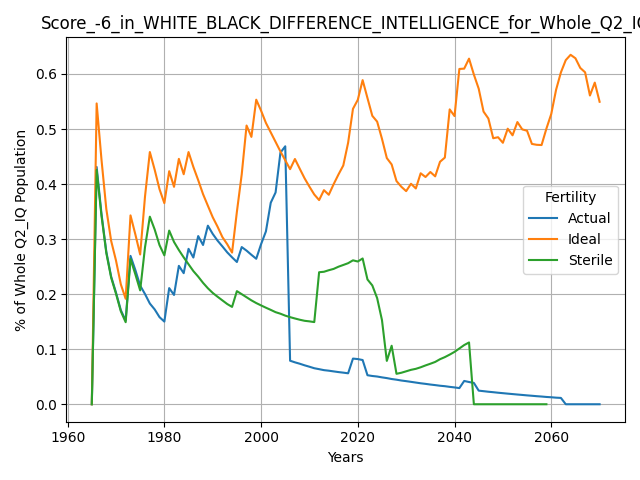 Score_-6_in_WHITE_BLACK_DIFFERENCE_INTELLIGENCE_for_Whole_Q2_IQ
% of Whole Q2_IQ Population
0.6
0.5
0.4
0.3
0.2
0.1
0.0
Fertility
Actual
Ideal
Sterile
1960 1980 2000 2020 2040 2060
Years